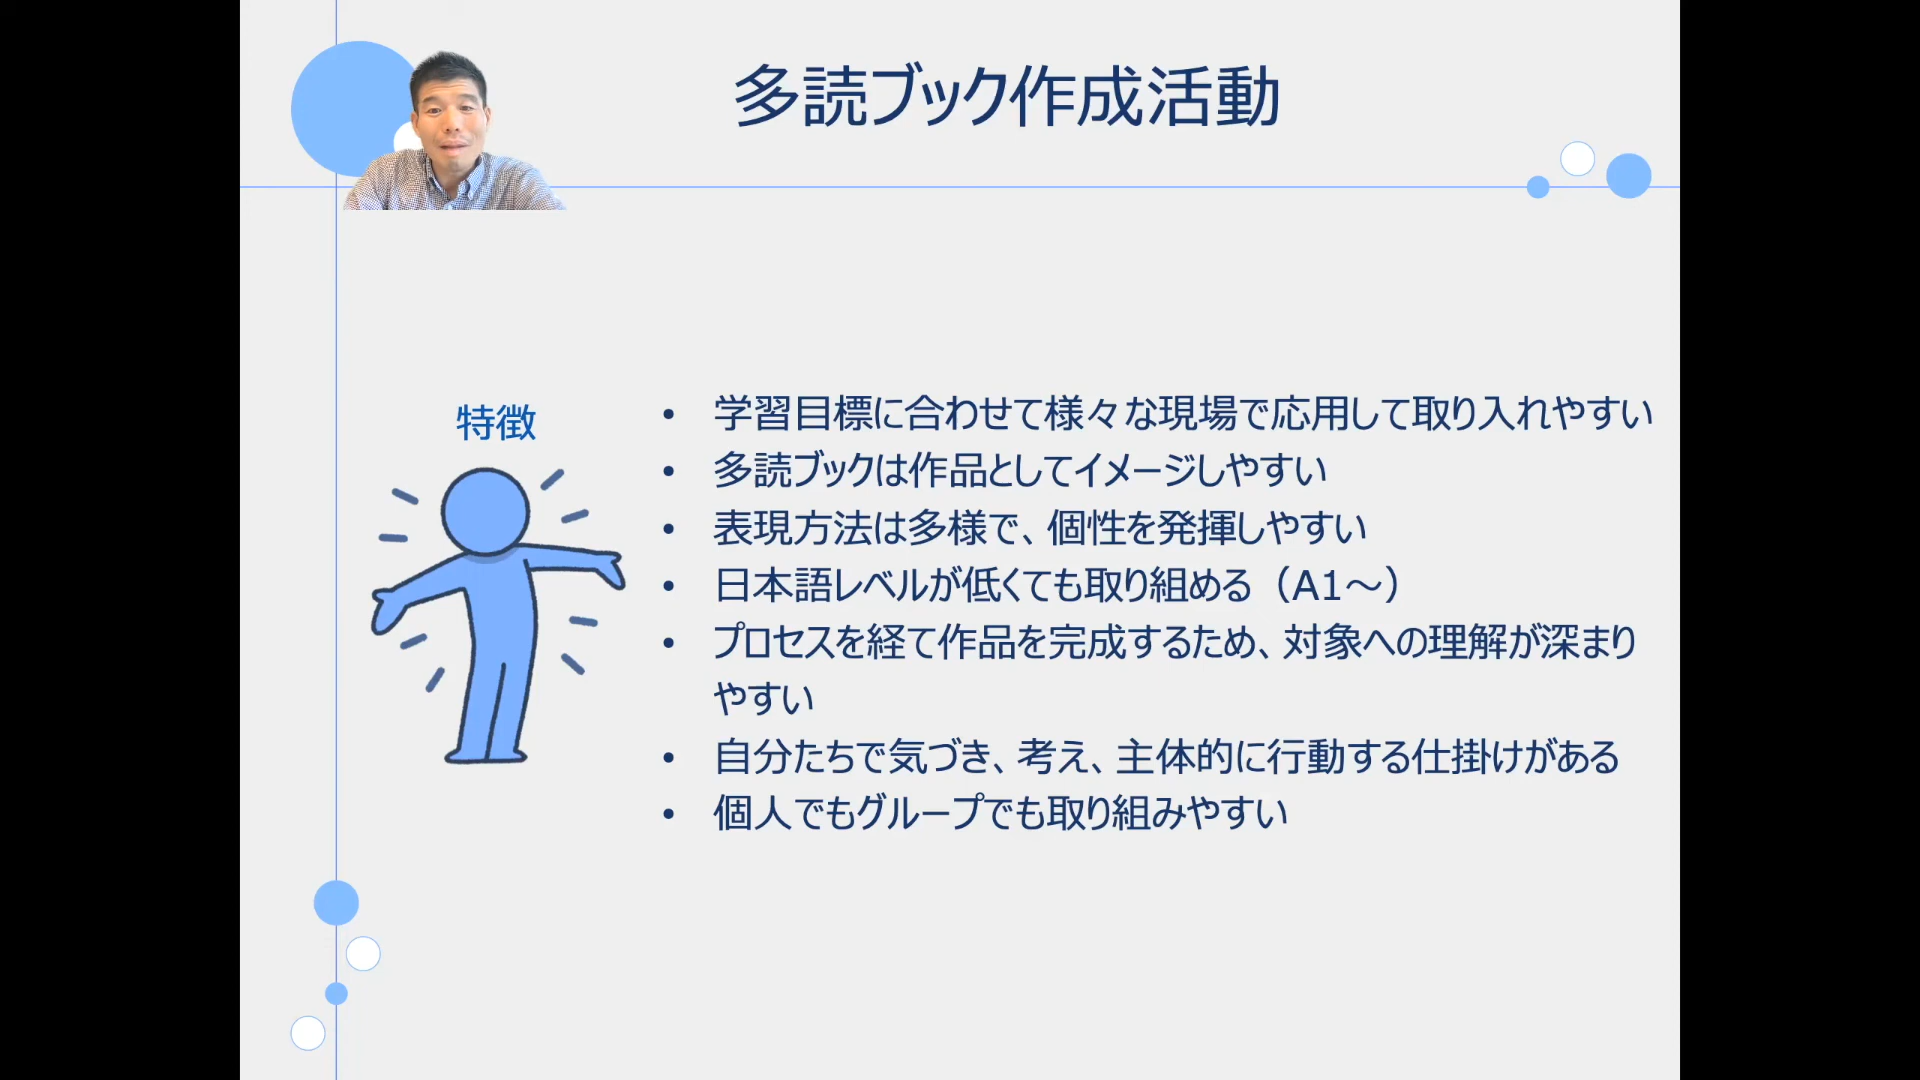 多読ブック作成活動
特徴
• 学習目標に合わせて様々な現場で応用して取り入れやすい
• 多読ブックは作品としてイメージしやすい
• 表現方法は多様で、個性を発揮しやすい
• 日本語レベルが低くても取り組める（A1～）
• プロセスを経て作品を完成するため、対象への理解が深まり
やすい
• 自分たちで気づき、考え、主体的に行動する仕掛けがある
• 個人でもグループでも取り組みやすい